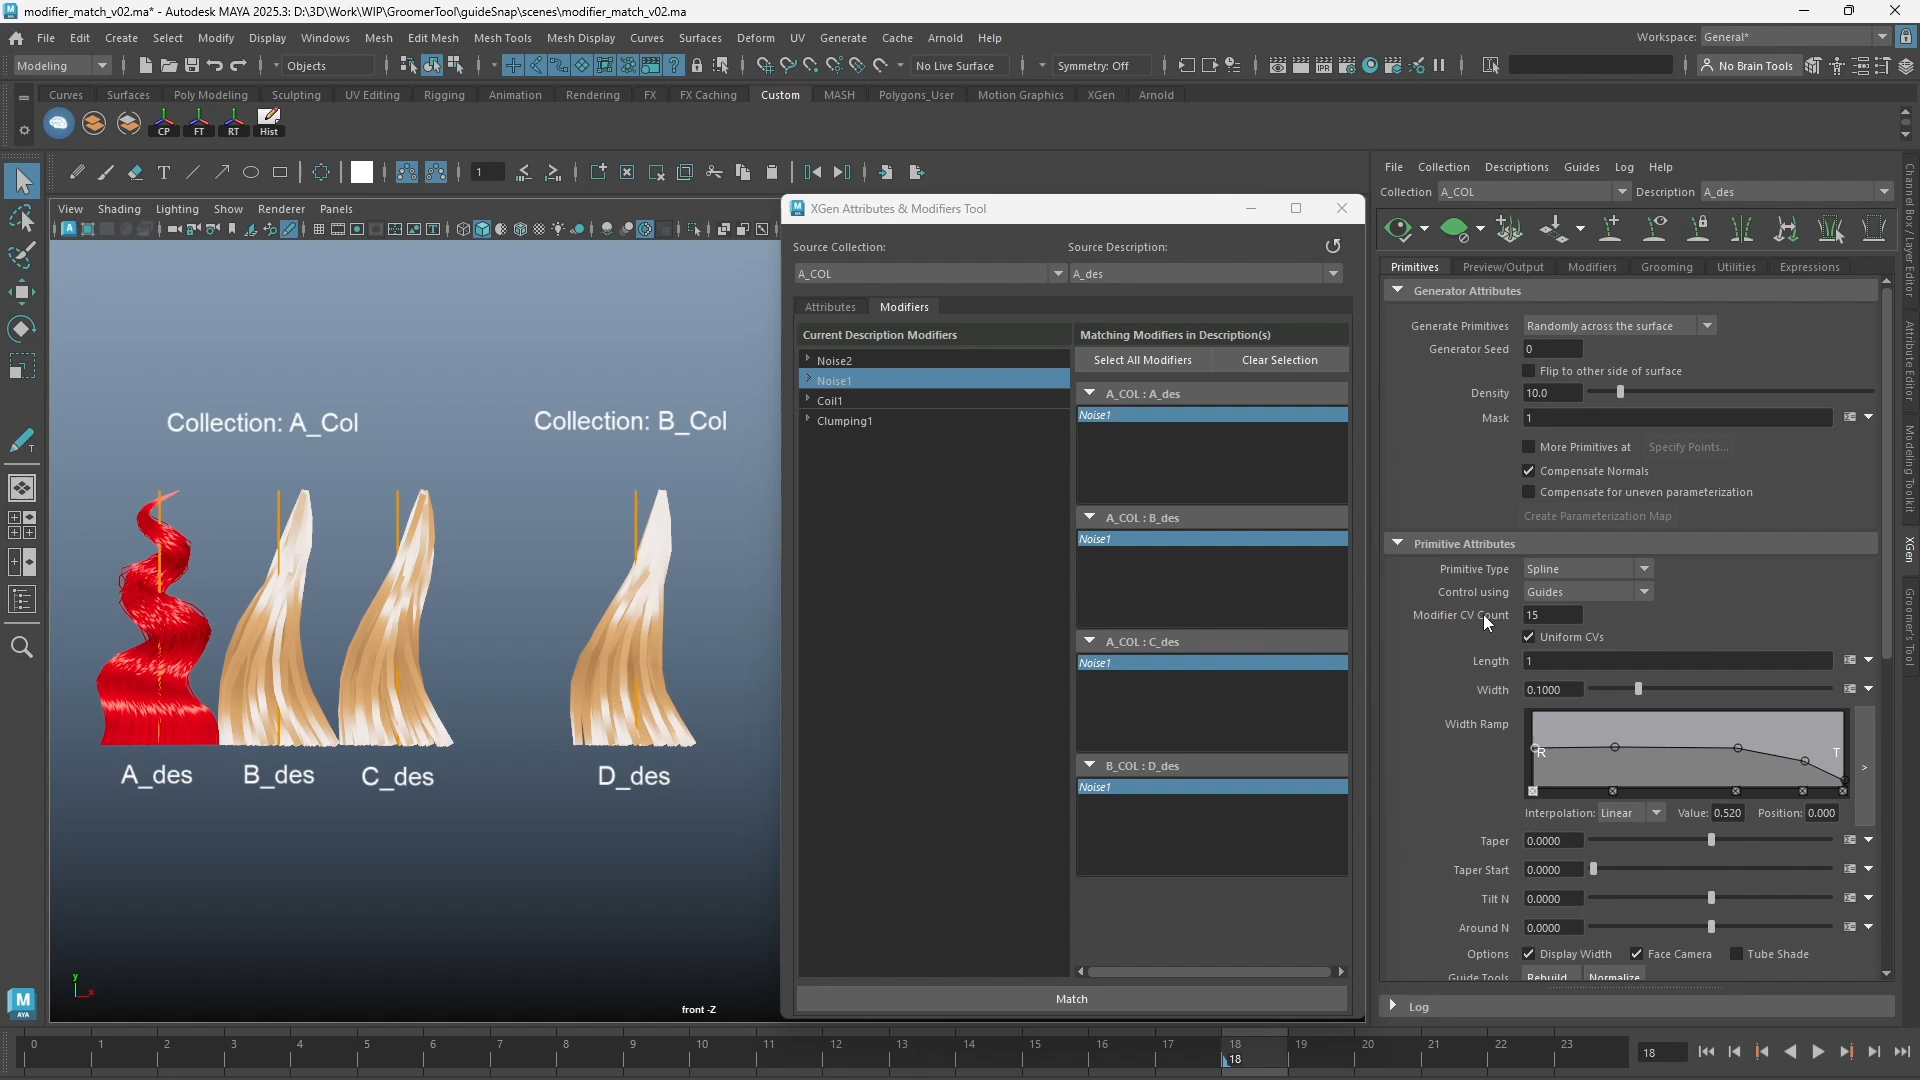 modifier_match_v02.ma* - Autodesk MAYA 2025.3: D:\3D\Work\WIP\GroomerTool\guideSnap\scenes\modifier_match_v02.ma
File Edit Create Select Modify Display Windows Mesh Edit Mesh Mesh Tools Mesh Display Curves Surfaces Deform UV Generate Cache Arnold Help
Workspace: General*
Modeling Objects No Live Surface Symmetry: Off No Brain Tools
Curves Surfaces Poly Modeling Sculpting UV Editing Rigging Animation Rendering FX FX Caching Custom MASH Polygons_User Motion Graphics XGen Arnold
CP FT RT Hist
1
View Shading Lighting Show Renderer Panels
Collection: A_Col
Collection: B_Col
A_des
B_des
C_des
D_des
front -Z
XGen Attributes & Modifiers Tool
Source Collection: Source Description:
A_COL A_des
Attributes Modifiers
Current Description Modifiers
Noise2
Noise1
Coil1
Clumping1
Matching Modifiers in Description(s)
Select All Modifiers Clear Selection
A_COL : A_des
Noise1
A_COL : B_des
Noise1
A_COL : C_des
Noise1
B_COL : D_des
Noise1
Match
File Collection Descriptions Guides Log Help
Collection A_COL Description A_des
Primitives Preview/Output Modifiers Grooming Utilities Expressions
Generator Attributes
Generate Primitives Randomly across the surface
Generator Seed 0
Flip to other side of surface
Density 10.0
Mask 1
More Primitives at Specify Points...
Compensate Normals
Compensate for uneven parameterization
Create Parameterization Map
Primitive Attributes
Primitive Type Spline
Control using Guides
Modifier CV Count 15
Uniform CVs
Length 1
Width 0.1000
Width Ramp
R T
>
Interpolation: Linear Value: 0.520 Position: 0.000
Taper 0.0000
Taper Start 0.0000
Tilt N 0.0000
Around N 0.0000
Options Display Width Face Camera Tube Shade
Guide Tools Rebuild Normalize
Log
Channel Box / Layer Editor
Attribute Editor
Modeling Toolkit
XGen
Groomer's Tool
0 1 2 3 4 5 6 7 8 9 10 11 12 13 14 15 16 17 18 19 20 21 22 23
18
18